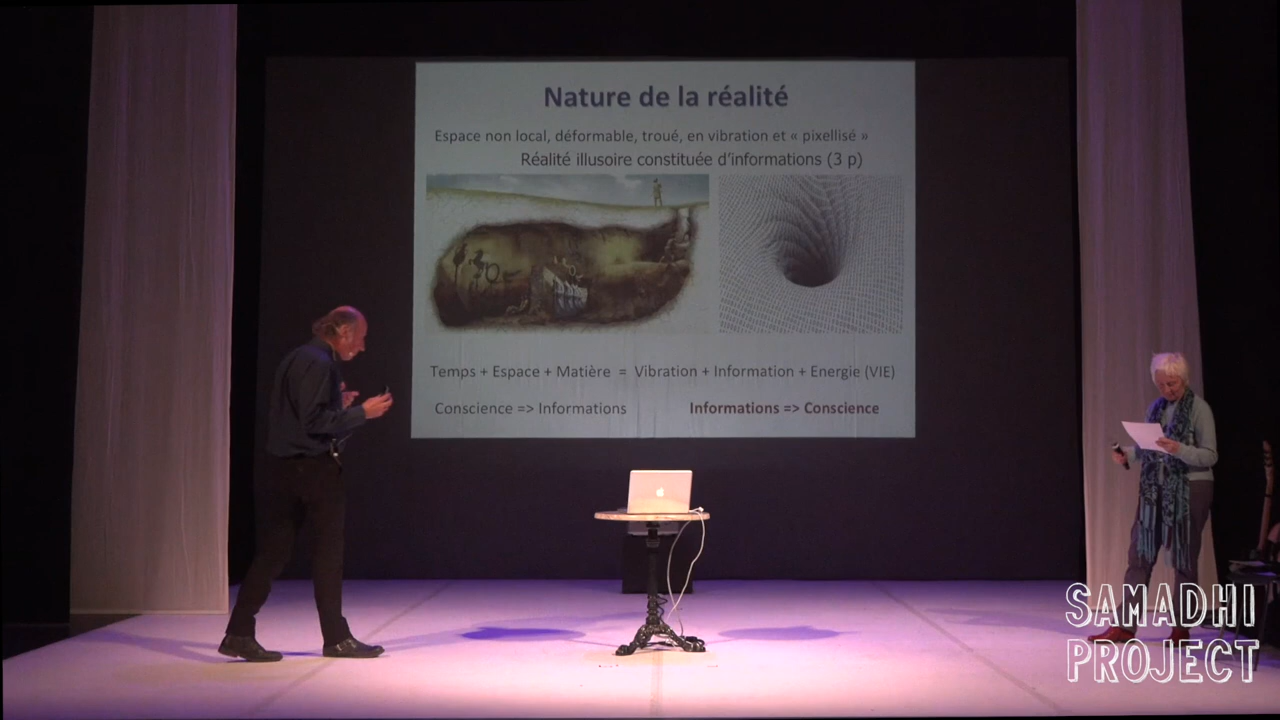 Nature de la réalité
Espace non local, déformable, troué, en vibration et « pixellisé »
Réalité illusoire constituée d'informations (3 p)
Temps + Espace + Matière = Vibration + Information + Energie (VIE)
Conscience => Informations Informations => Conscience
SAMADHI
PROJECT